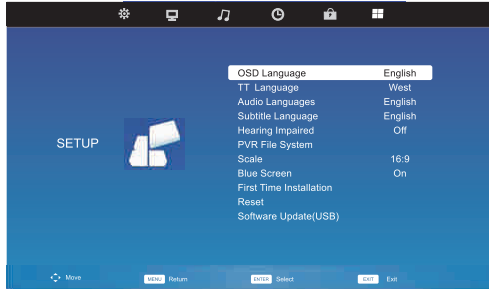 SETUP
OSD Language English
TT Language West
Audio Languages English
Subtitle Language English
Hearing Impaired Off
PVR File System
Scale 16:9
Blue Screen On
First Time Installation
Reset
Software Update(USB)
Move MENU Return ENTER Select EXIT Exit